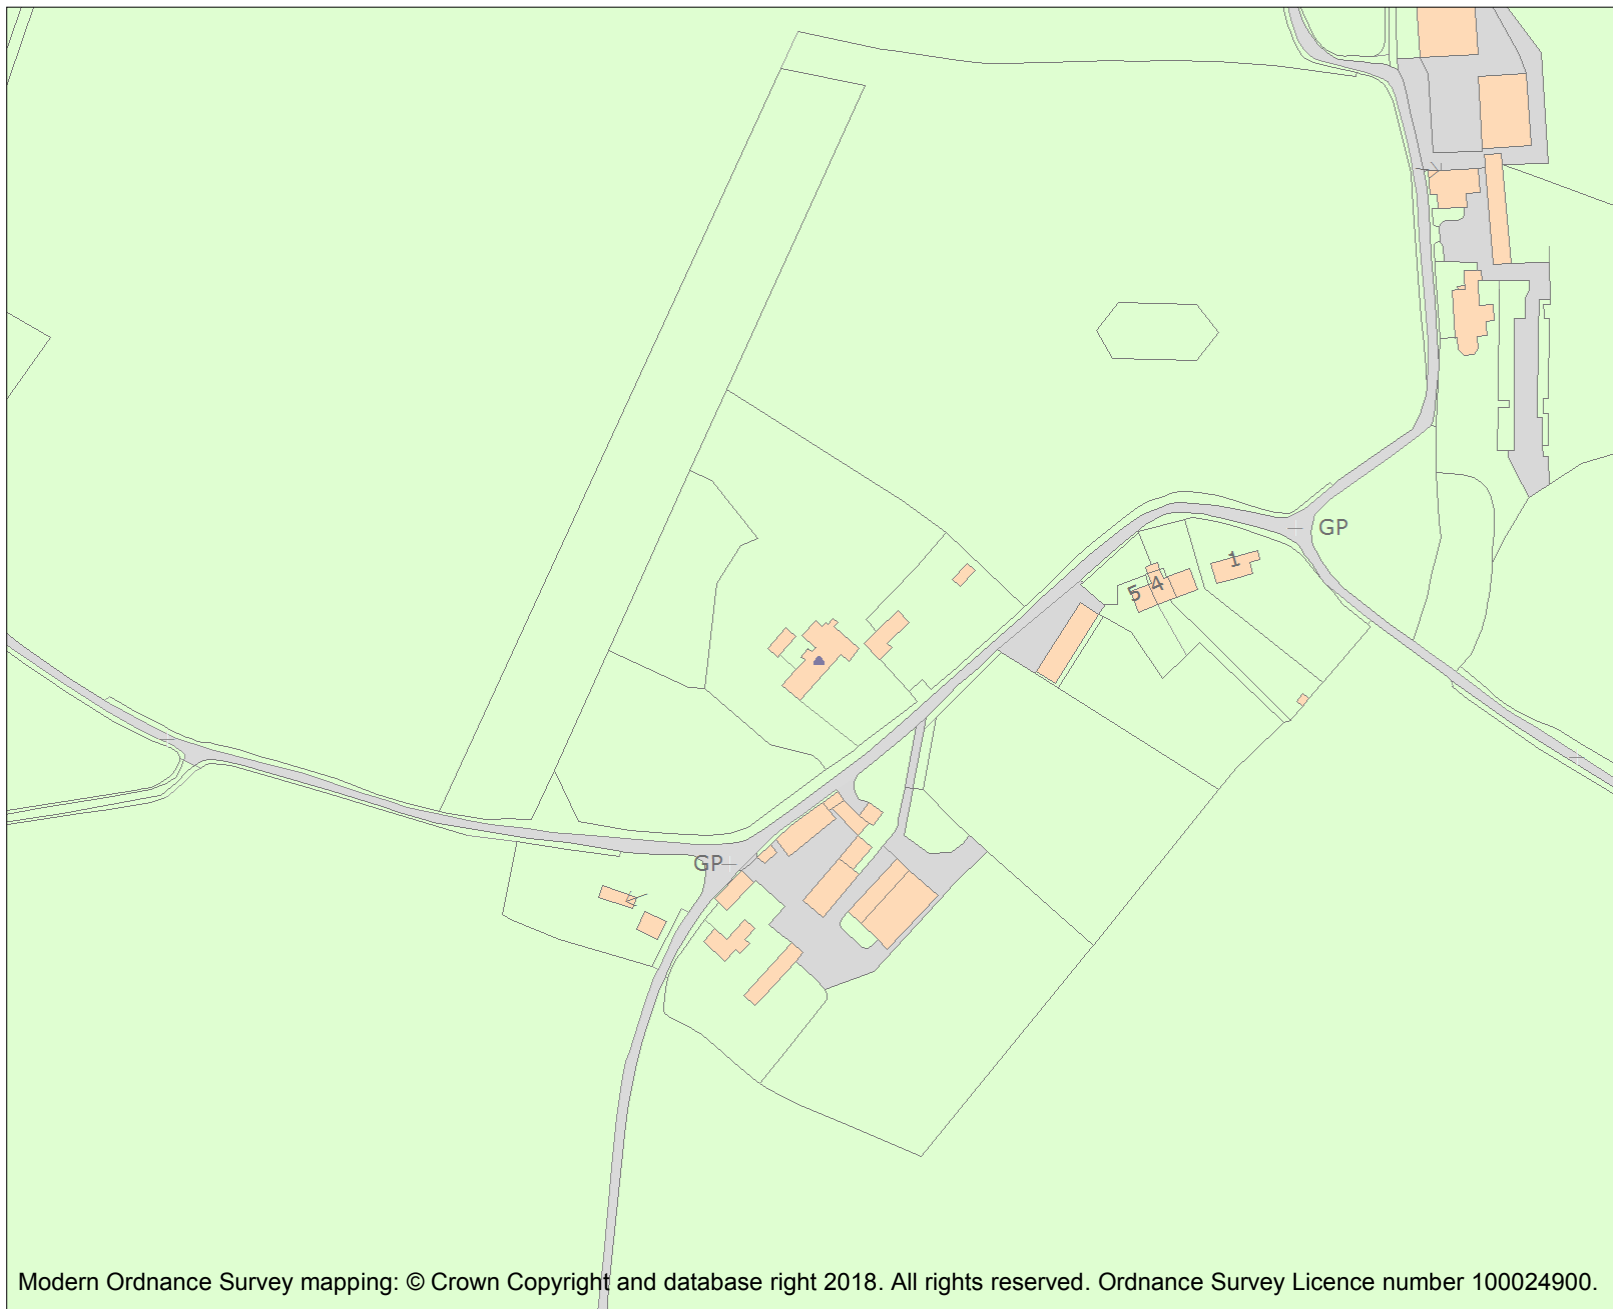 GP
1
4
5
GP
Modern Ordnance Survey mapping: © Crown Copyright and database right 2018. All rights reserved. Ordnance Survey Licence number 100024900.